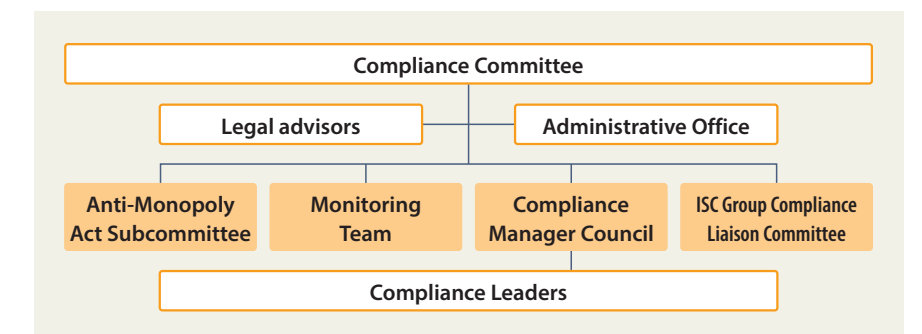 Compliance Committee
Legal advisors
Administrative Office
Anti-Monopoly
Act Subcommittee
Monitoring
Team
Compliance
Manager Council
ISC Group Compliance
Liaison Committee
Compliance Leaders